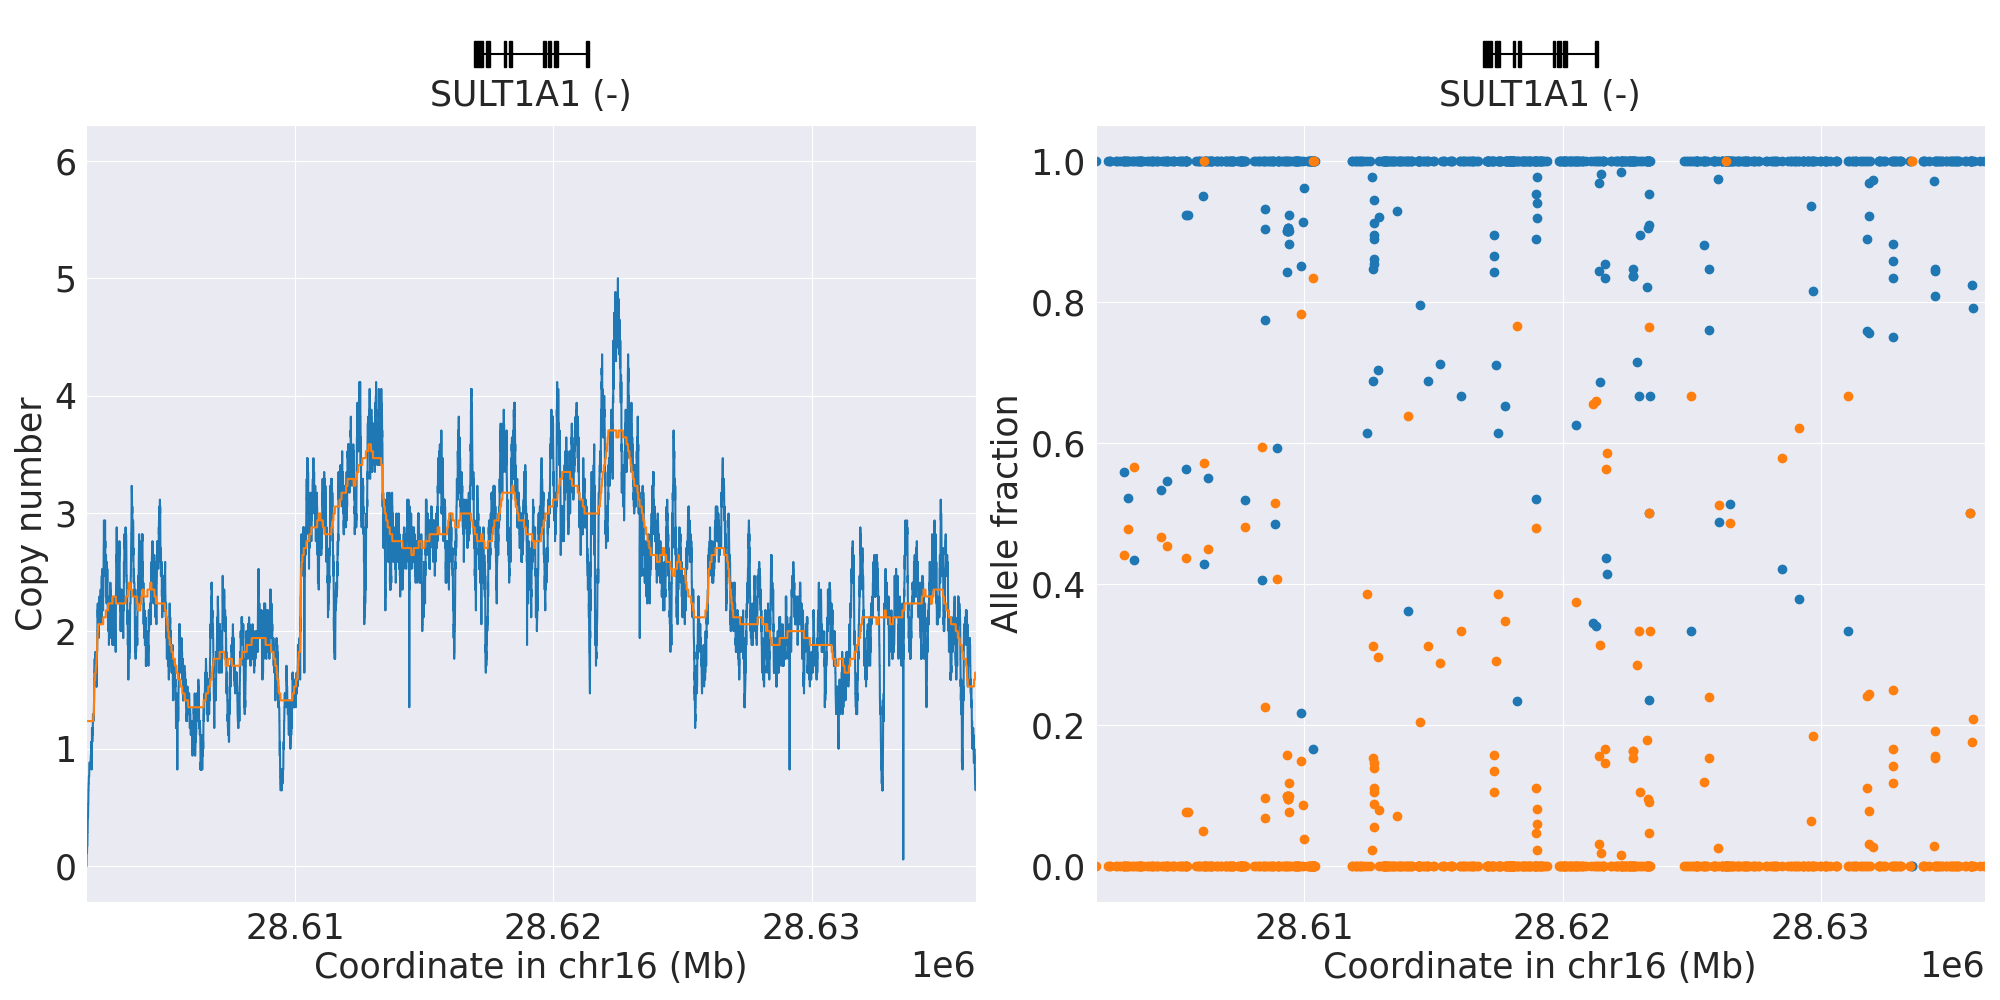 SULT1A1 (-)
SULT1A1 (-)
Copy number
6
5
4
3
2
1
0
28.61
28.62
28.63
Coordinate in chr16 (Mb)
1e6
Allele fraction
1.0
0.8
0.6
0.4
0.2
0.0
28.61
28.62
28.63
Coordinate in chr16 (Mb)
1e6